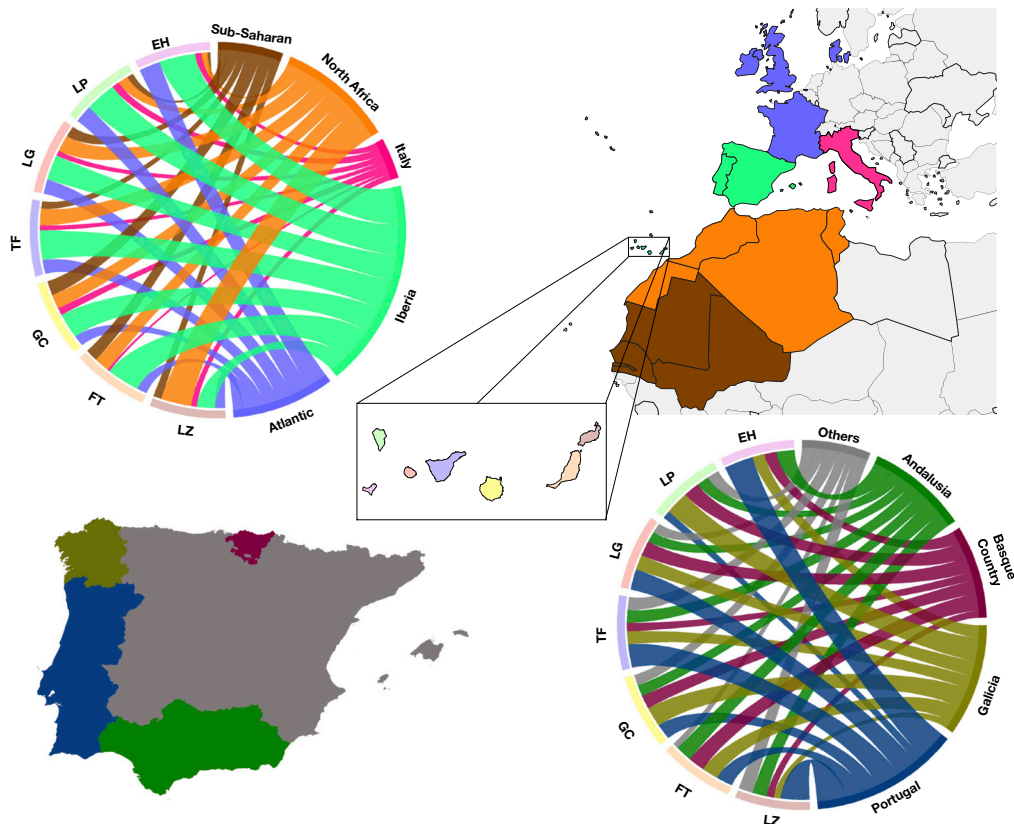 Sub-Saharan
EH
North Africa
LP
Italy
LG
TF
Iberia
GC
FT
LZ
Atlantic
EH
Others
Andalusia
LP
Basque
Country
LG
TF
Galicia
GC
FT
Portugal
LZ